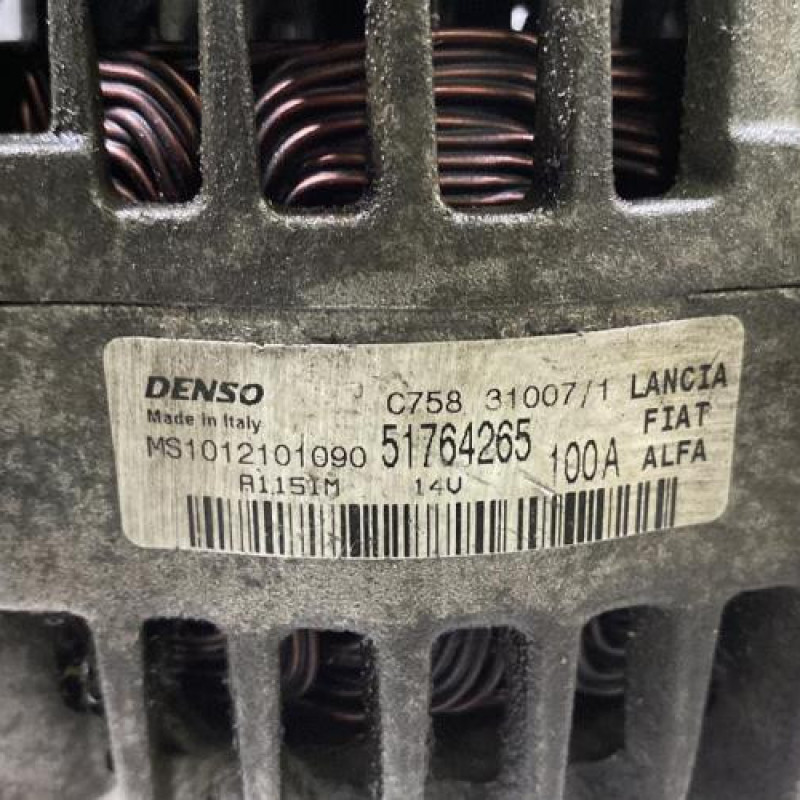 DENSO C758 31007/1 LANCIA
Made in Italy FIAT
MS1012101090 51764265 100A ALFA
A115IM 14V